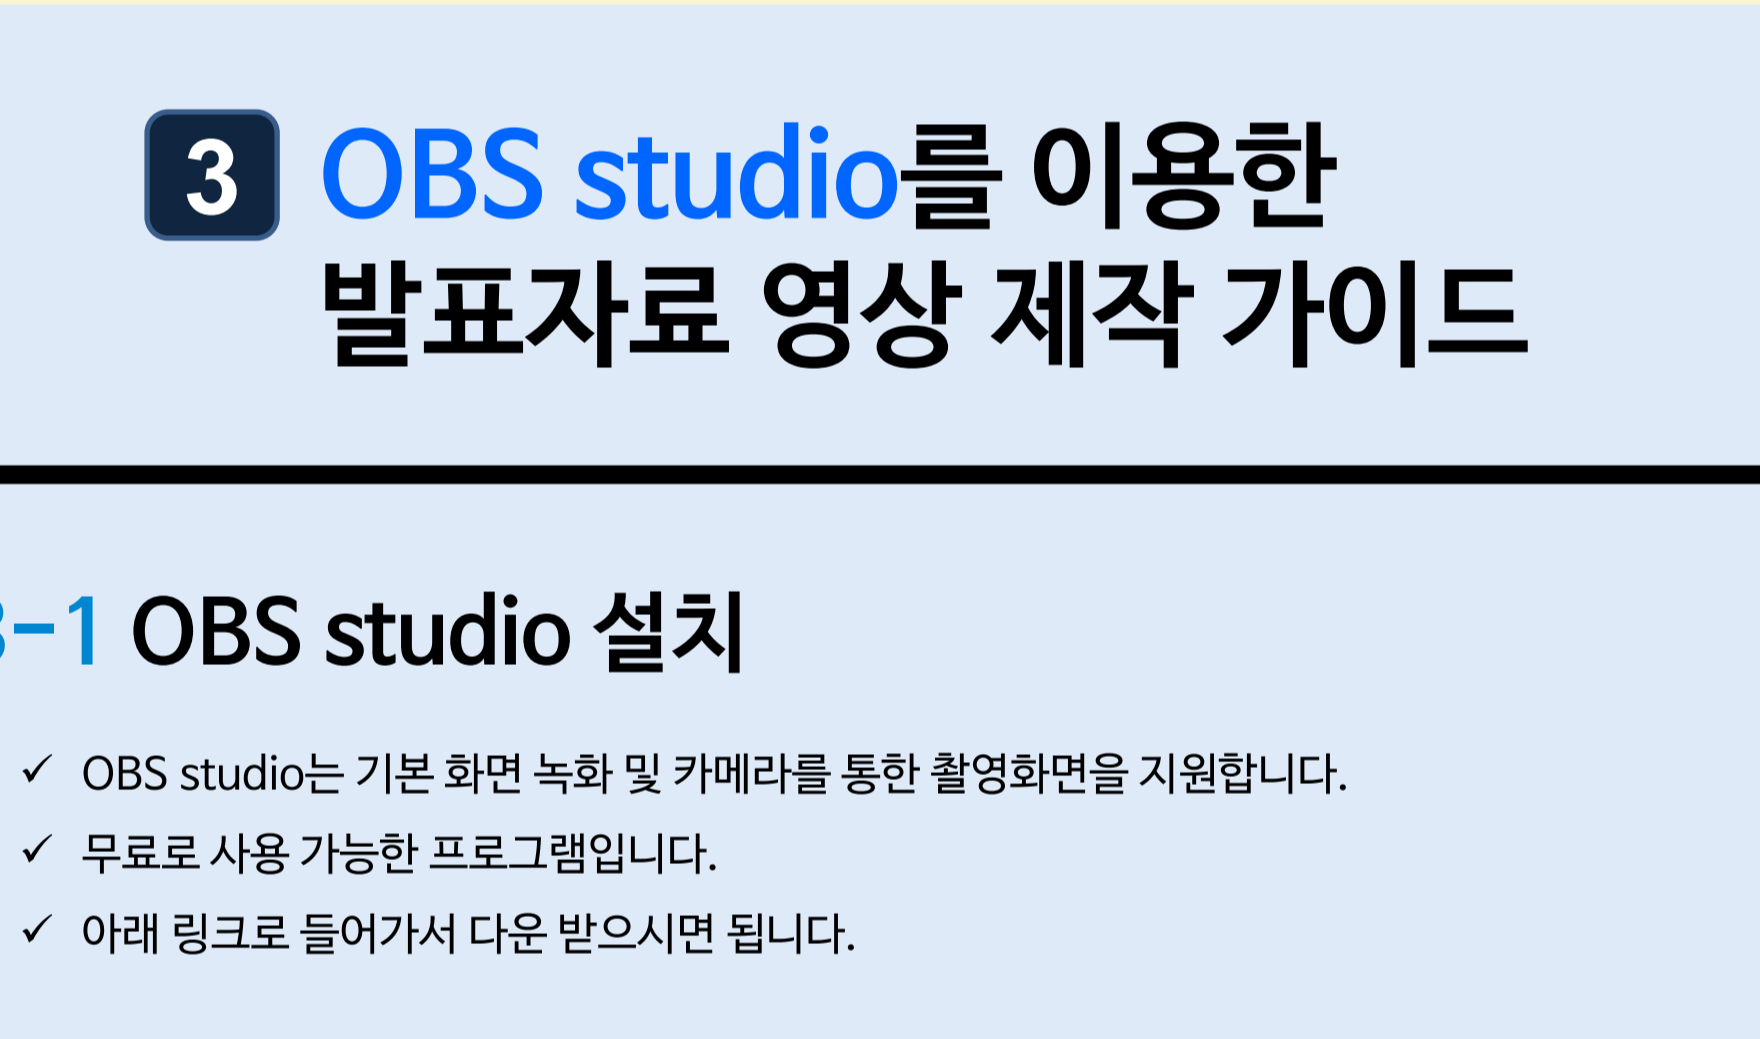 3 OBS studio를 이용한
발표자료 영상 제작 가이드
3-1 OBS studio 설치
✓ OBS studio는 기본 화면 녹화 및 카메라를 통한 촬영화면을 지원합니다.
✓ 무료로 사용 가능한 프로그램입니다.
✓ 아래 링크로 들어가서 다운 받으시면 됩니다.